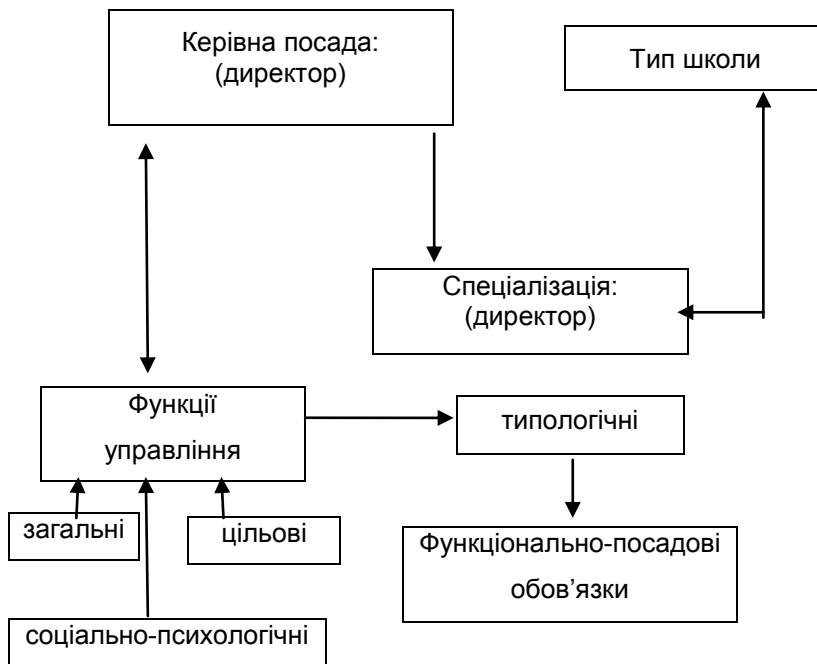 Керівна посада:
(директор)
Тип школи
Спеціалізація:
(директор)
Функції
управління
типологічні
загальні
цільові
Функціонально-посадові
обов’язки
соціально-психологічні